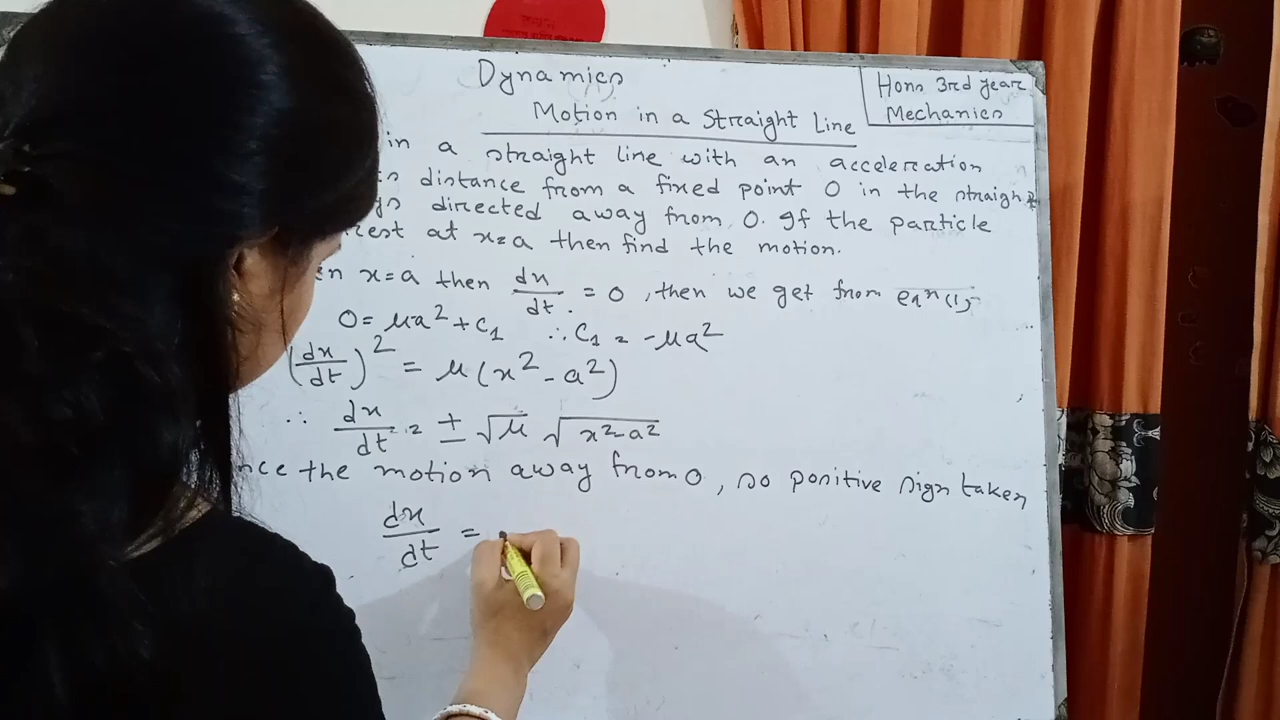 Dynamics
Motion in a Straight Line
Hons 3rd year
Mechanics
in a straight line with an acceleration
distance from a fixed point O in the straight
directed away from O. If the particle
rest at x=a then find the motion.
x=a then dx/dt = 0, then we get from eqn(1),
0 = μa² + C₁ ∴ C₁ = -μa²
(dx/dt)² = μ(x² - a²)
∴ dx/dt = ± √μ √x²-a²
the motion away from O, so positive sign taken
dx/dt =